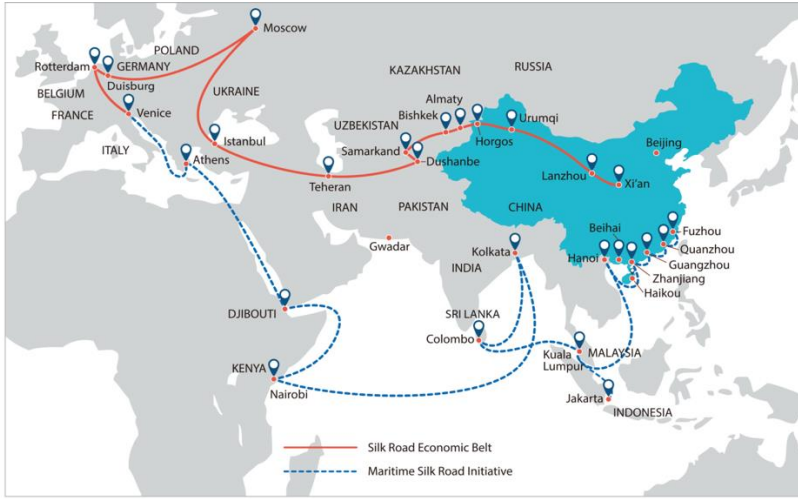 Moscow
POLAND
Rotterdam
GERMANY
Duisburg
BELGIUM
FRANCE
Venice
UKRAINE
KAZAKHSTAN
RUSSIA
ITALY
Istanbul
Athens
Almaty
Bishkek
Urumqi
UZBEKISTAN
Horgos
Samarkand
Beijing
Dushanbe
Teheran
Lanzhou
Xi'an
IRAN
PAKISTAN
CHINA
Gwadar
Beihai
Fuzhou
Kolkata
Quanzhou
INDIA
Hanoi
Guangzhou
Zhanjiang
Haikou
DJIBOUTI
SRI LANKA
Colombo
Kuala
Lumpur
MALAYSIA
KENYA
Nairobi
Jakarta
INDONESIA
Silk Road Economic Belt
Maritime Silk Road Initiative